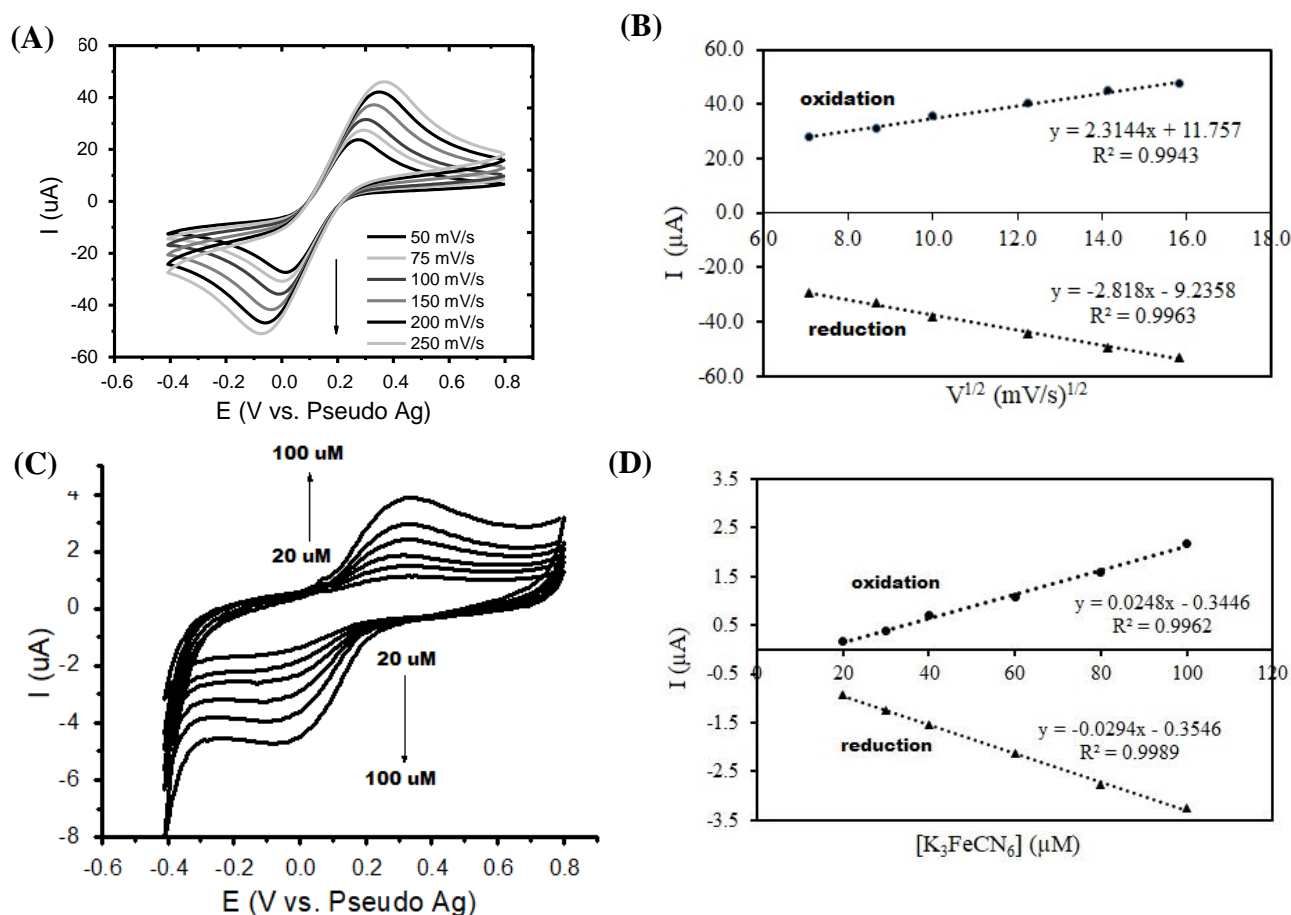 (A)
60
40
20
0
-20
-40
-60
I (uA)
50 mV/s
75 mV/s
100 mV/s
150 mV/s
200 mV/s
250 mV/s
-0.6 -0.4 -0.2 0.0 0.2 0.4 0.6 0.8
E (V vs. Pseudo Ag)
(B)
60.0
40.0
20.0
0.0
-20.0
-40.0
-60.0
I (µA)
oxidation
y = 2.3144x + 11.757
R² = 0.9943
6.0 8.0 10.0 12.0 14.0 16.0 18.0
y = -2.818x - 9.2358
R² = 0.9963
reduction
V1/2 (mV/s)1/2
(C)
100 uM
20 uM
4
2
0
-2
-4
-6
-8
I (uA)
20 uM
100 uM
-0.6 -0.4 -0.2 0.0 0.2 0.4 0.6 0.8
E (V vs. Pseudo Ag)
(D)
3.5
2.5
1.5
0.5
-0.5
-1.5
-2.5
-3.5
I (µA)
oxidation
y = 0.0248x - 0.3446
R² = 0.9962
0 20 40 60 80 100 120
y = -0.0294x - 0.3546
R² = 0.9989
reduction
[K3FeCN6] (µM)